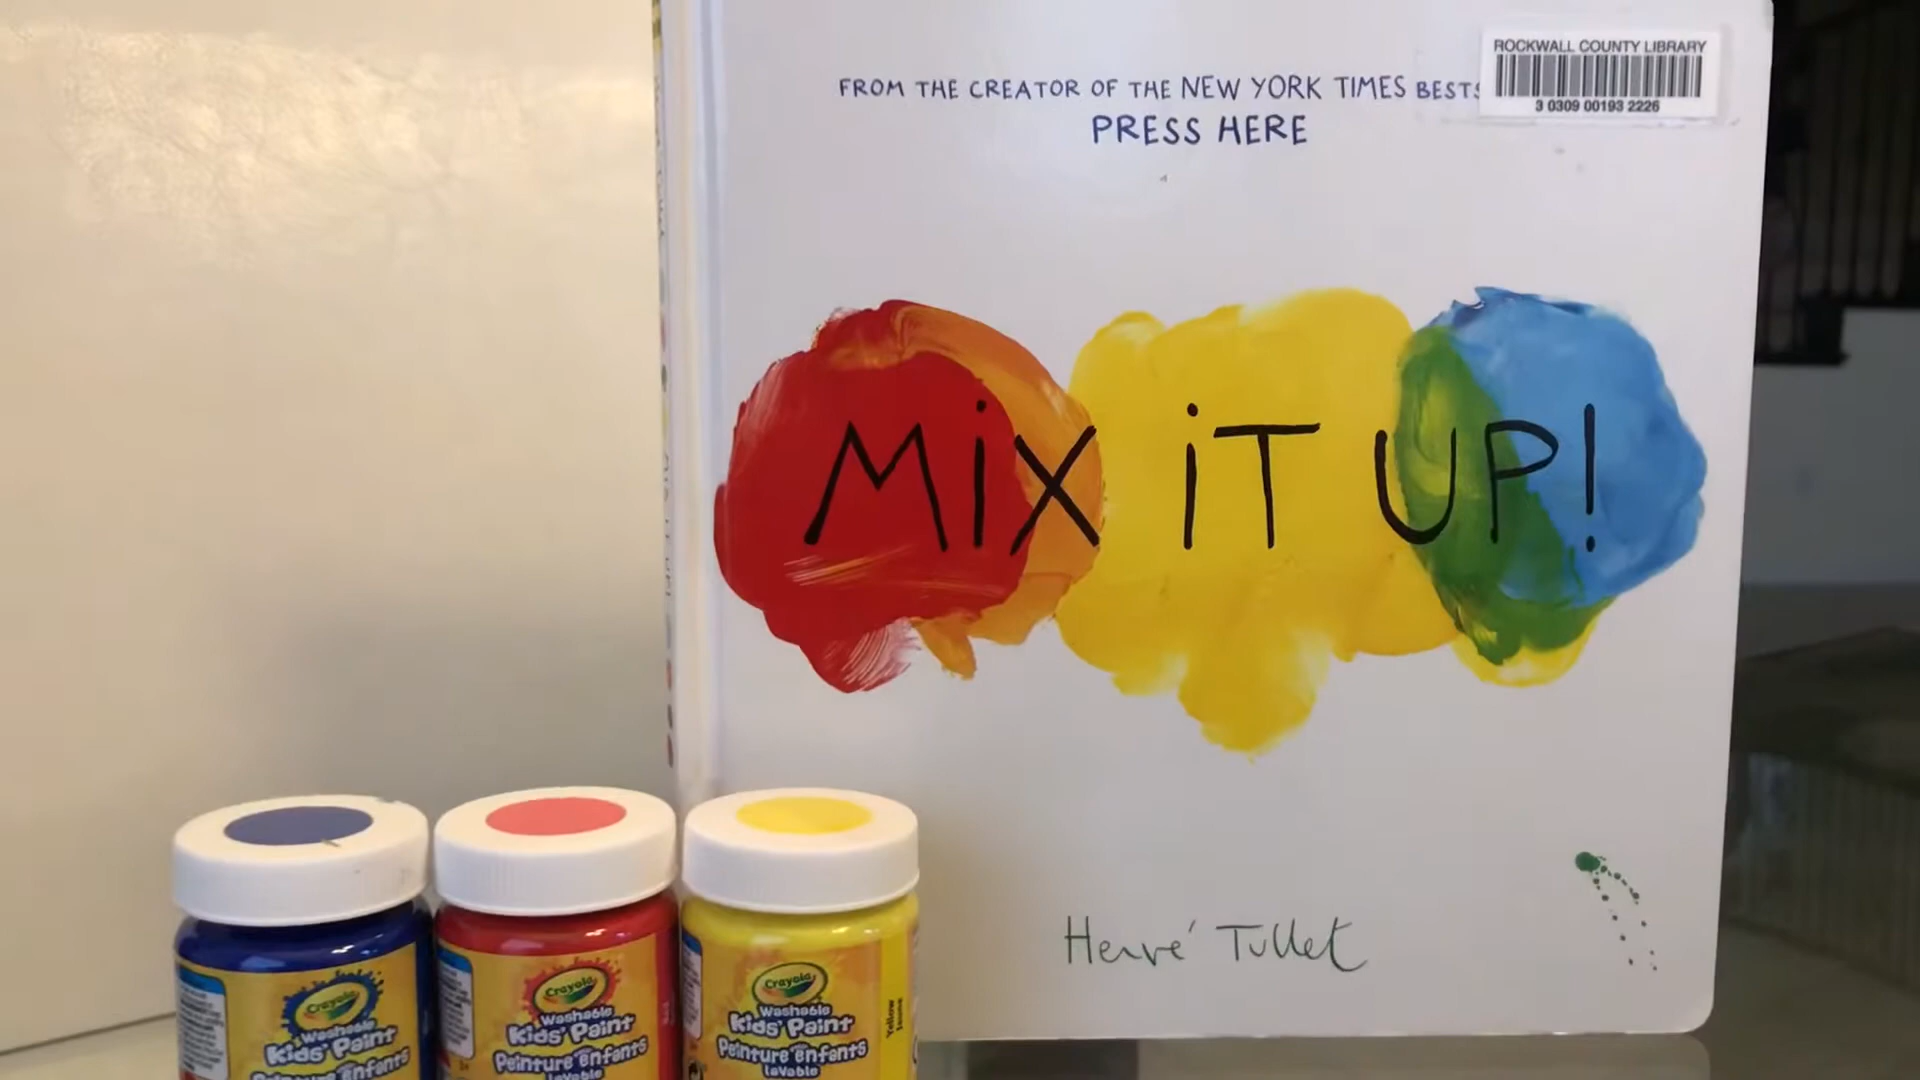 ROCKWALL COUNTY LIBRARY
3 0309 00193 2226
FROM THE CREATOR OF THE NEW YORK TIMES BESTS
PRESS HERE
MiX iT UP!
Hervé Tullet
Crayola
Washable
Kids' Paint
Peinture enfants
Crayola
Washable
Kids' Paint
Peinture enfants
lavable
Crayola
Washable
Kids' Paint
Peinture enfants
lavable
Yellow
Jaune